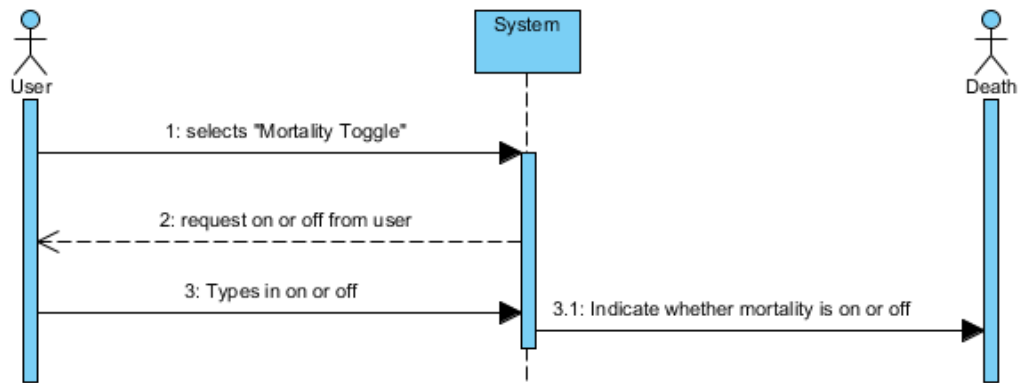 System
User
Death
1: selects "Mortality Toggle"
2: request on or off from user
3: Types in on or off
3.1: Indicate whether mortality is on or off